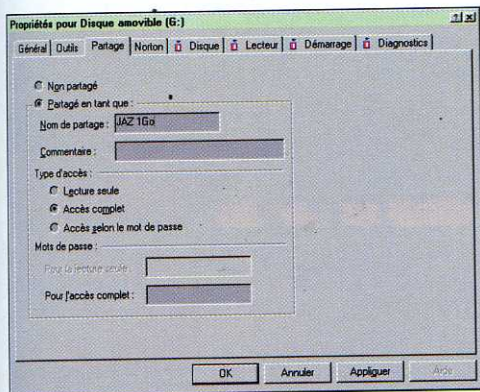 Propriétés pour Disque amovible (G:)
Général Outils Partage Norton Disque Lecteur Démarrage Diagnostics
Non partagé
Partagé en tant que :
Nom de partage : JAZ 1Go
Commentaire :
Type d'accès :
Lecture seule
Accès complet
Accès selon le mot de passe
Mots de passe :
Pour la lecture seule :
Pour l'accès complet :
OK Annuler Appliquer Aide